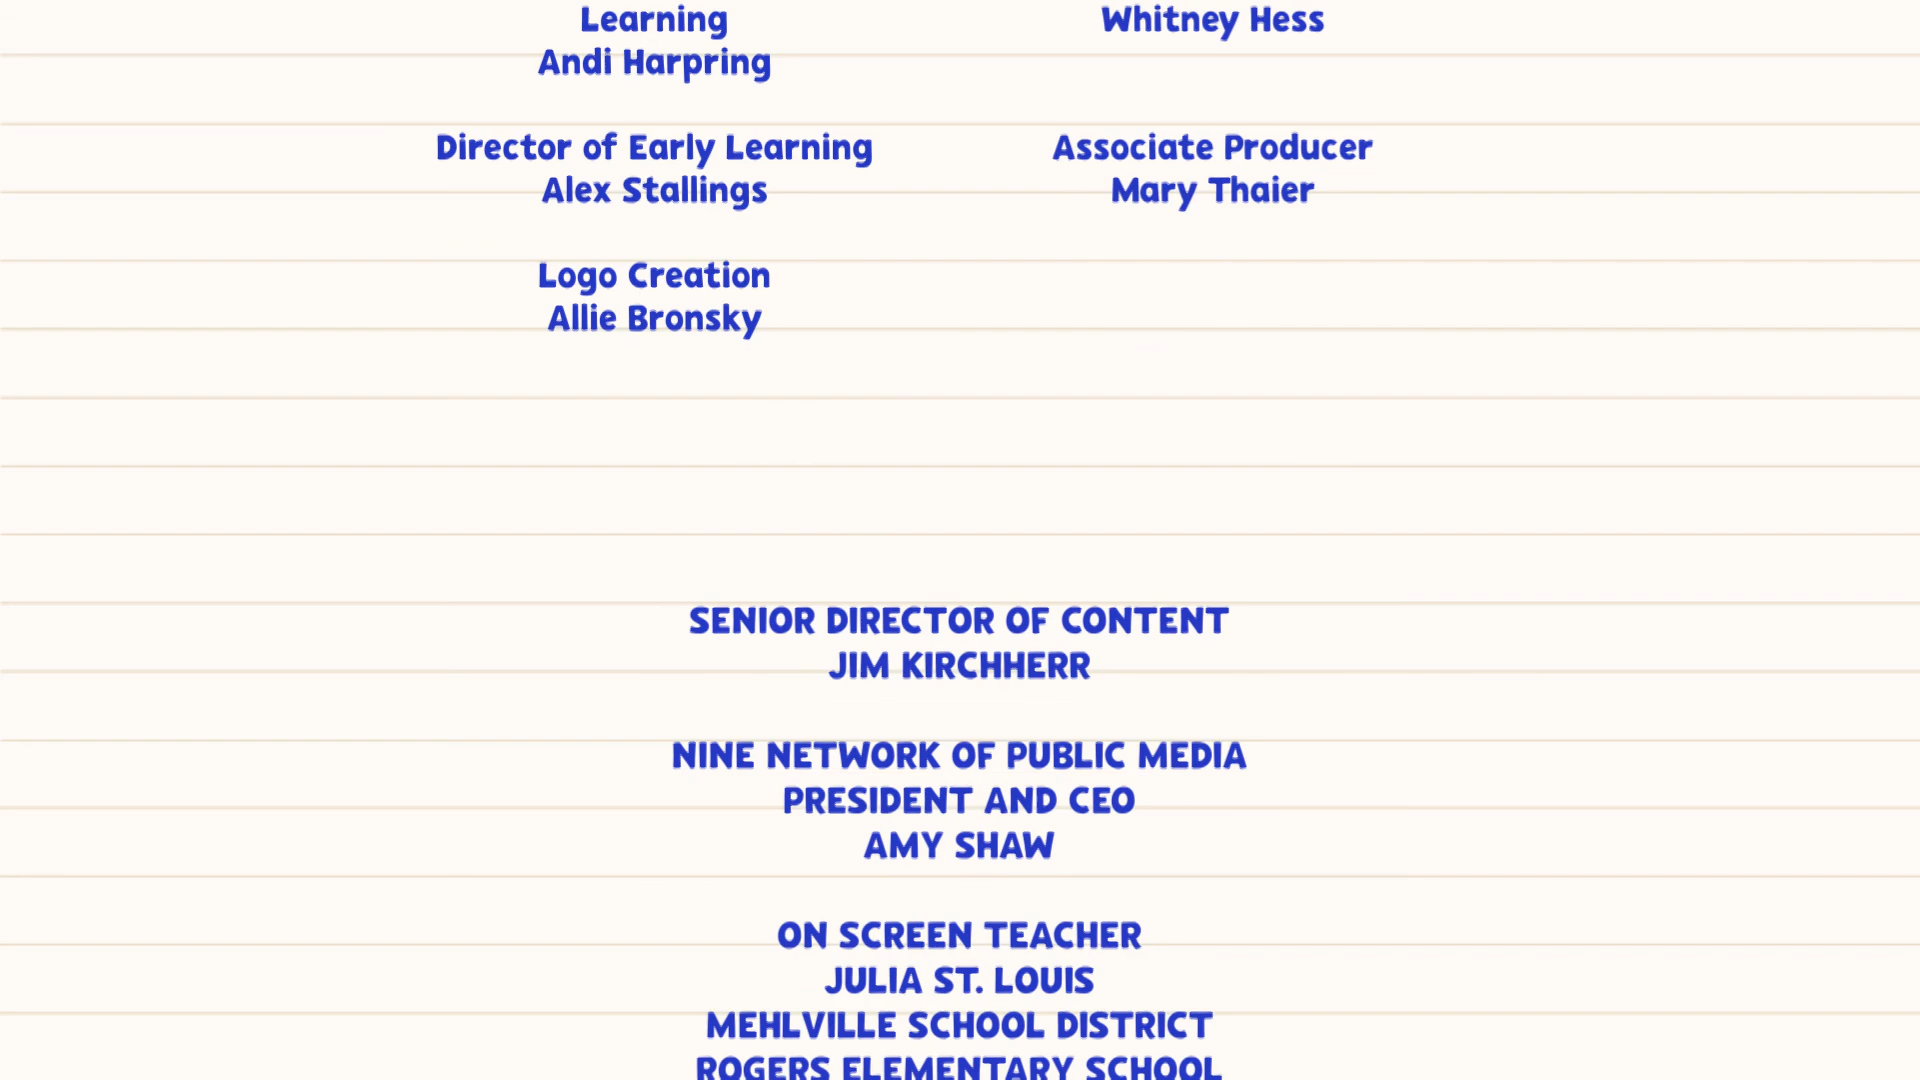 Learning
Andi Harpring
Whitney Hess
Director of Early Learning
Alex Stallings
Associate Producer
Mary Thaier
Logo Creation
Allie Bronsky
SENIOR DIRECTOR OF CONTENT
JIM KIRCHHERR
NINE NETWORK OF PUBLIC MEDIA
PRESIDENT AND CEO
AMY SHAW
ON SCREEN TEACHER
JULIA ST. LOUIS
MEHLVILLE SCHOOL DISTRICT
ROGERS ELEMENTARY SCHOOL